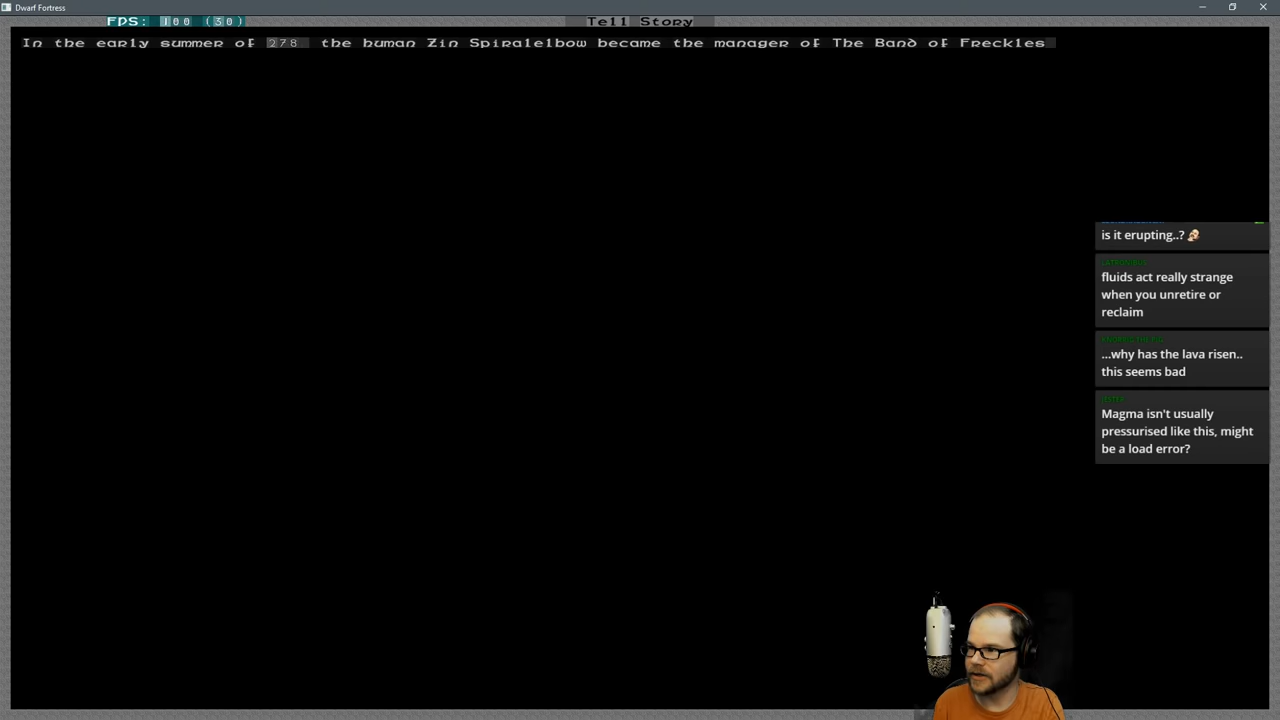 Dwarf Fortress
FPS: 100 (30)
Tell Story
In the early summer of 278 the human Zin Spiralelbow became the manager of The Band of Freckles
is it erupting..?
fluids act really strange
when you unretire or
reclaim
...why has the lava risen..
this seems bad
Magma isn't usually
pressurised like this, might
be a load error?